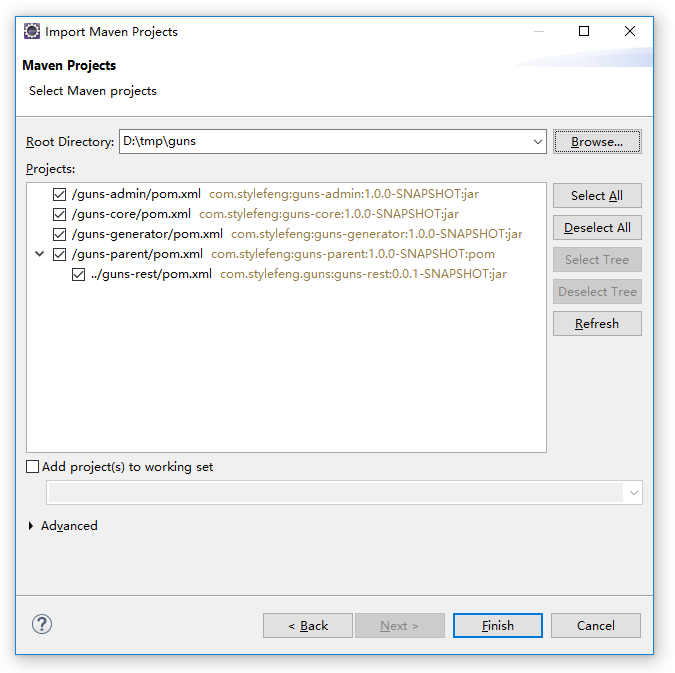 Import Maven Projects
Maven Projects
Select Maven projects
Root Directory: D:\tmp\guns Browse...
Projects:
/guns-admin/pom.xml com.stylefeng:guns-admin:1.0.0-SNAPSHOT:jar
Select All
/guns-core/pom.xml com.stylefeng:guns-core:1.0.0-SNAPSHOT:jar
/guns-generator/pom.xml com.stylefeng:guns-generator:1.0.0-SNAPSHOT:jar
Deselect All
/guns-parent/pom.xml com.stylefeng:guns-parent:1.0.0-SNAPSHOT:pom
Select Tree
../guns-rest/pom.xml com.stylefeng.guns:guns-rest:0.0.1-SNAPSHOT:jar
Deselect Tree
Refresh
Add project(s) to working set
Advanced
? < Back Next > Finish Cancel